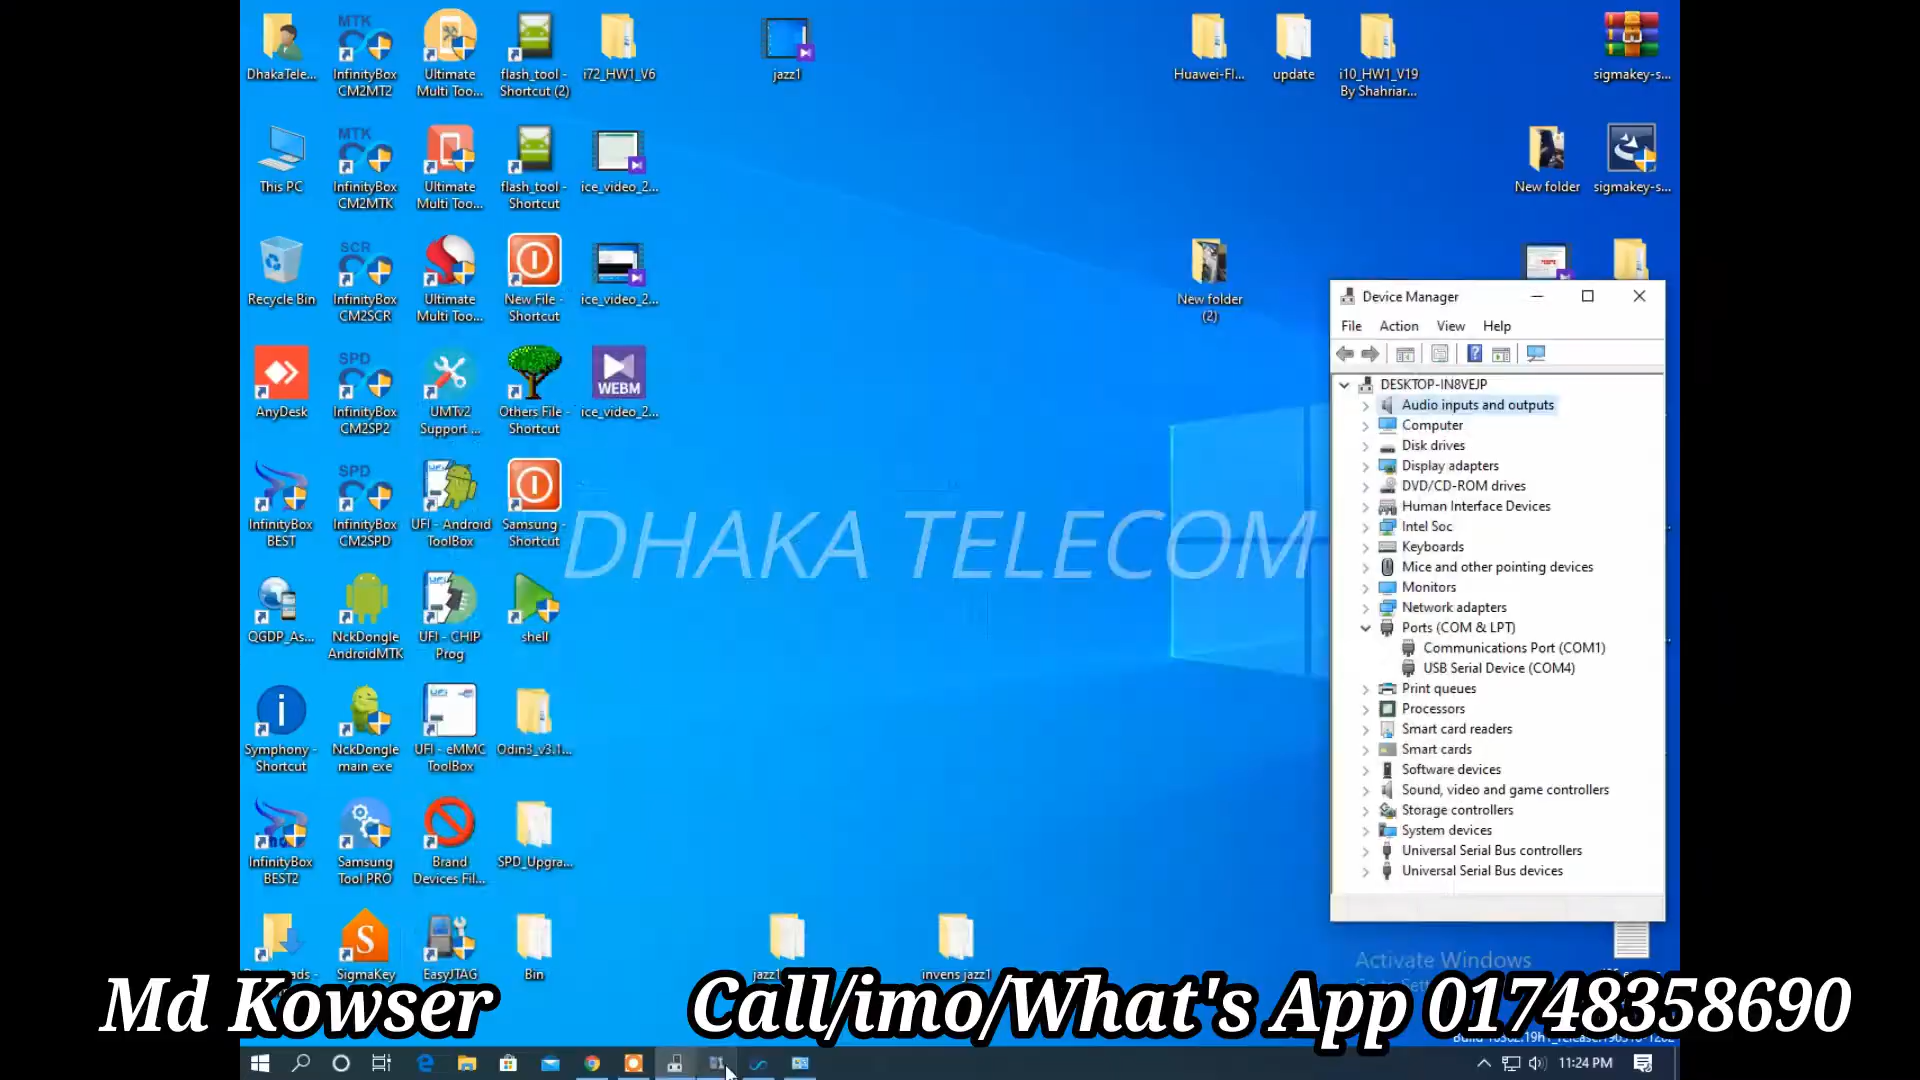 DhakaTele...
MTK
InfinityBox
CM2MT2
Ultimate
Multi Too...
flash_tool -
Shortcut (2)
i72_HW1_V6
jazz1
Huawei-Fl...
update
i10_HW1_V19
By Shahriar...
sigmakey-s...
This PC
MTK
InfinityBox
CM2MTK
Ultimate
Multi Too...
flash_tool -
Shortcut
ice_video_2...
New folder
sigmakey-s...
Recycle Bin
SCR
InfinityBox
CM2SCR
Ultimate
Multi Too...
New File -
Shortcut
ice_video_2...
New folder
(2)
AnyDesk
SPD
InfinityBox
CM2SP2
UMTv2
Support ...
Others File -
Shortcut
WEBM
ice_video_2...
InfinityBox
BEST
SPD
InfinityBox
CM2SPD
UFI - Android
ToolBox
Samsung -
Shortcut
DHAKA TELECOM
QGDP_As...
NckDongle
AndroidMTK
UFI - CHIP
Prog
shell
Symphony -
Shortcut
NckDongle
main exe
UFI - eMMC
ToolBox
Odin3_v3.1...
InfinityBox
BEST2
Samsung
Tool PRO
Brand
Devices Fil...
SPD_Upgra...
SigmaKey
EasyJTAG
Bin
jazz1
invens jazz1
Device Manager
File Action View Help
DESKTOP-IN8VEJP
Audio inputs and outputs
Computer
Disk drives
Display adapters
DVD/CD-ROM drives
Human Interface Devices
Intel Soc
Keyboards
Mice and other pointing devices
Monitors
Network adapters
Ports (COM & LPT)
Communications Port (COM1)
USB Serial Device (COM4)
Print queues
Processors
Smart card readers
Smart cards
Software devices
Sound, video and game controllers
Storage controllers
System devices
Universal Serial Bus controllers
Universal Serial Bus devices
Activate Windows
Md Kowser
Call/imo/What's App 01748358690
11:24 PM